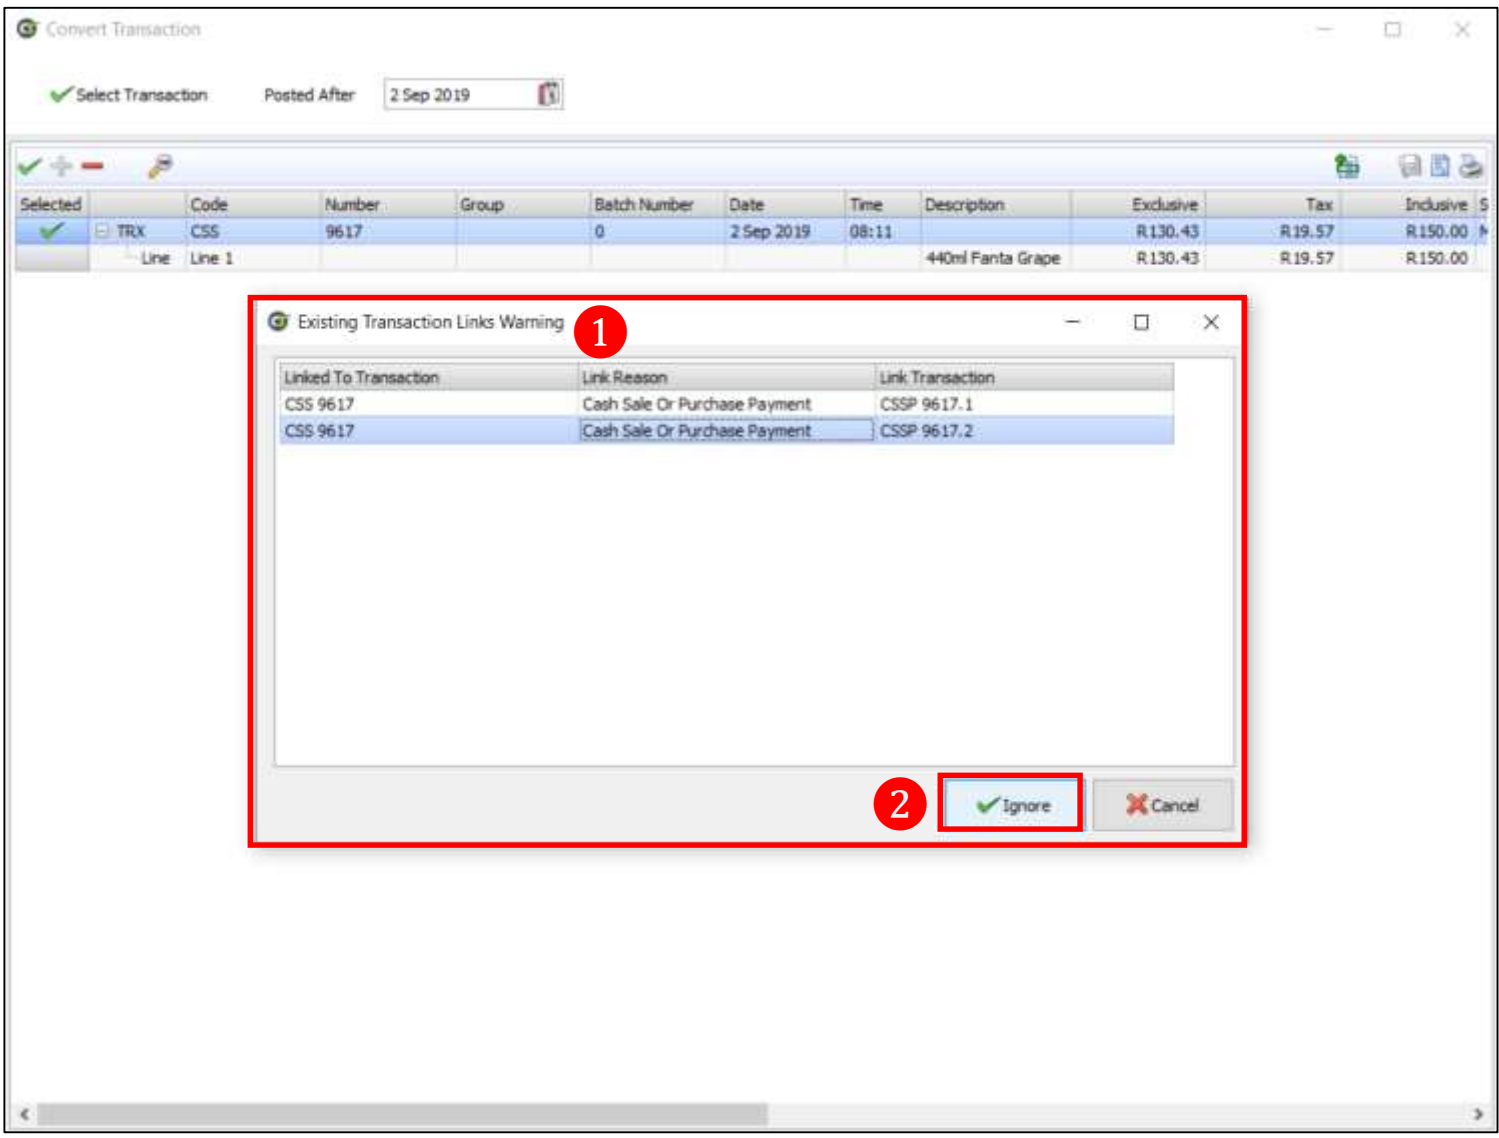 Convert Transaction
Select Transaction Posted After 2 Sep 2019
Selected Code Number Group Batch Number Date Time Description Exclusive Tax Inclusive S
TRX CSS 9617 0 2 Sep 2019 08:11 R130.43 R19.57 R150.00
Line Line 1 440ml Fanta Grape R130.43 R19.57 R150.00
Existing Transaction Links Warning 1
Linked To Transaction Link Reason Link Transaction
CSS 9617 Cash Sale Or Purchase Payment CSSP 9617.1
CSS 9617 Cash Sale Or Purchase Payment CSSP 9617.2
2 Ignore Cancel